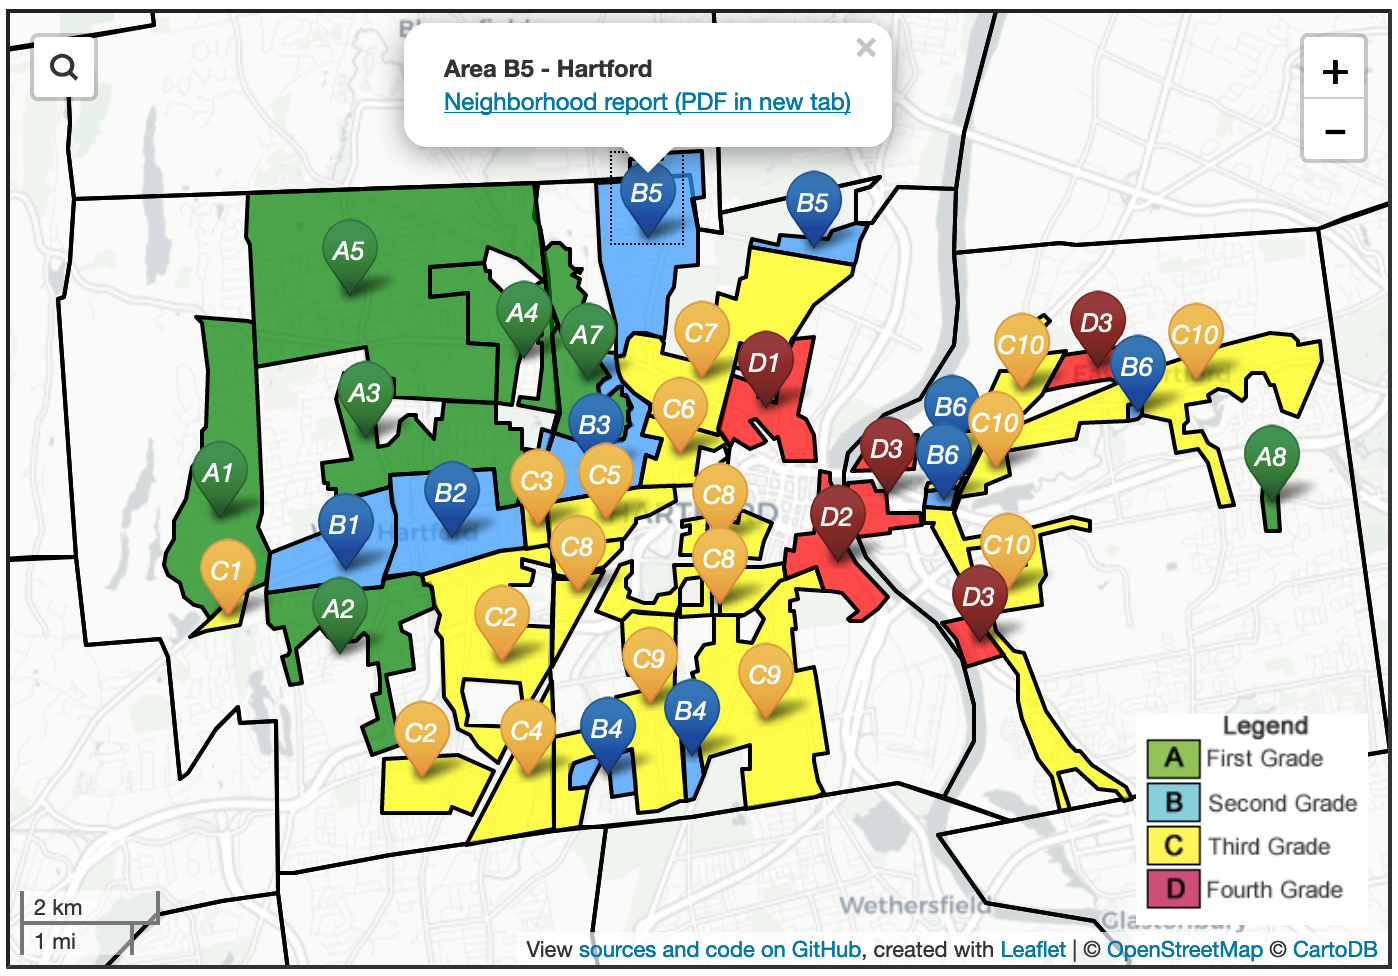 Area B5 - Hartford
×
Neighborhood report (PDF in new tab)
+
−
B5
B5
A5
A4
A7
C7
D1
C10
D3
C10
B6
A3
B3
C6
B6
C10
A1
B2
C3
C5
C8
D3
B6
A8
B1
HARTFORD
D2
Hartford
C8
C8
C10
C1
A2
C2
D3
C9
C9
C2
C4
B4
B4
Legend
A First Grade
B Second Grade
C Third Grade
D Fourth Grade
2 km
1 mi
Wethersfield
Glastonbury
View sources and code on GitHub, created with Leaflet | © OpenStreetMap © CartoDB